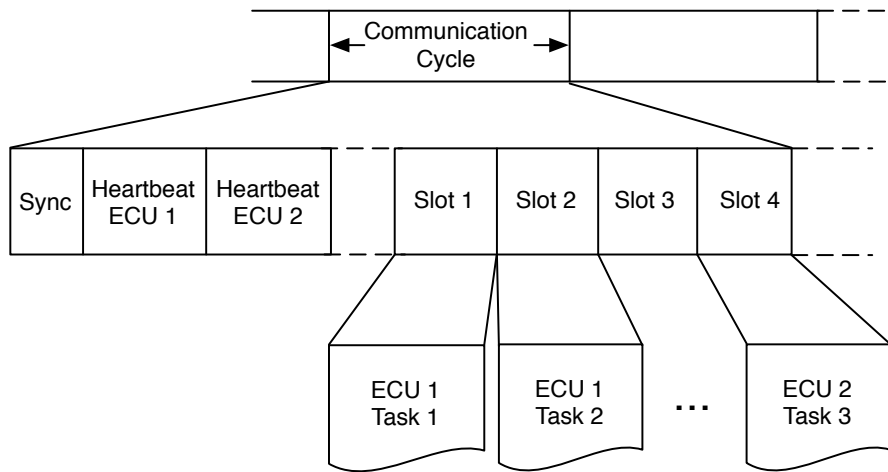 Communication
Cycle
Sync
Heartbeat
ECU 1
Heartbeat
ECU 2
Slot 1
Slot 2
Slot 3
Slot 4
ECU 1
Task 1
ECU 1
Task 2
...
ECU 2
Task 3